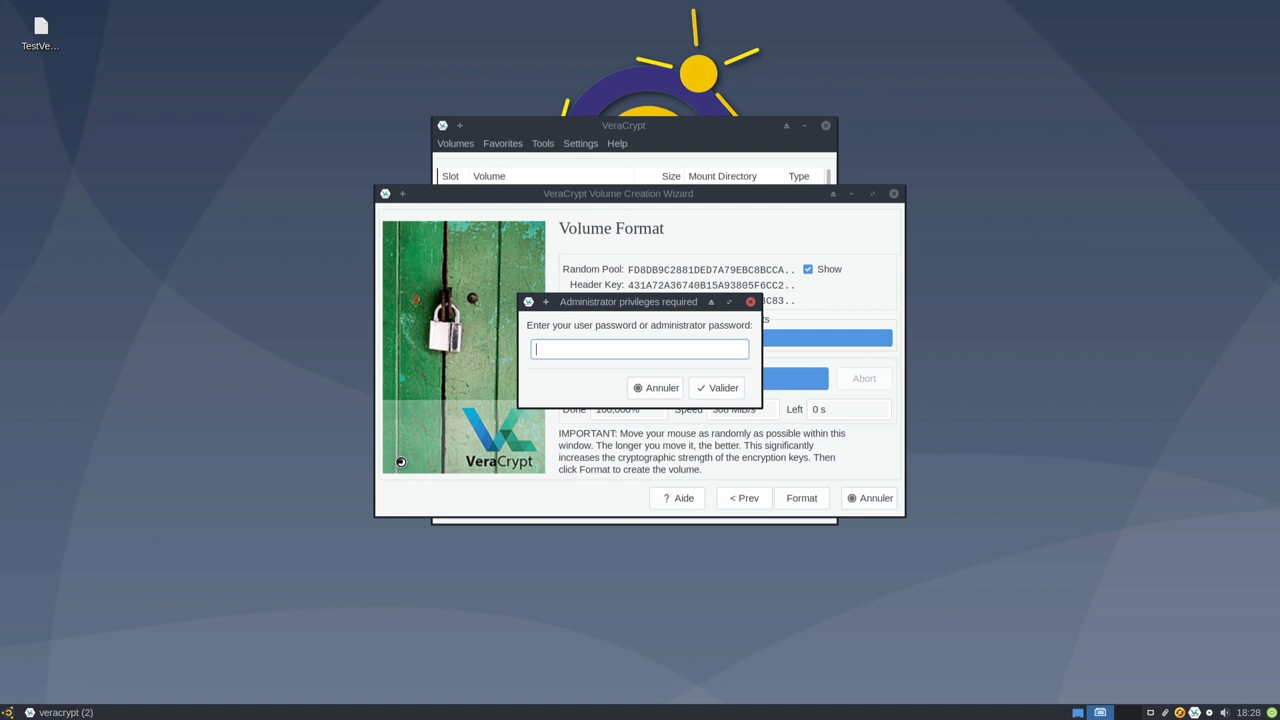 TestVe...
VeraCrypt
Volumes Favorites Tools Settings Help
Slot Volume Size Mount Directory Type
VeraCrypt Volume Creation Wizard
Volume Format
Random Pool: FD8DB9C2881DED7A79EBC8BCCA.. Show
Header Key: 431A72A36740B15A93805F6CC2..
Administrator privileges required
Enter your user password or administrator password:
Annuler Valider
Abort
Done 100,000% Speed 308 MiB/s Left 0 s
IMPORTANT: Move your mouse as randomly as possible within this
window. The longer you move it, the better. This significantly
increases the cryptographic strength of the encryption keys. Then
click Format to create the volume.
VeraCrypt
? Aide < Prev Format Annuler
veracrypt (2) 18:28